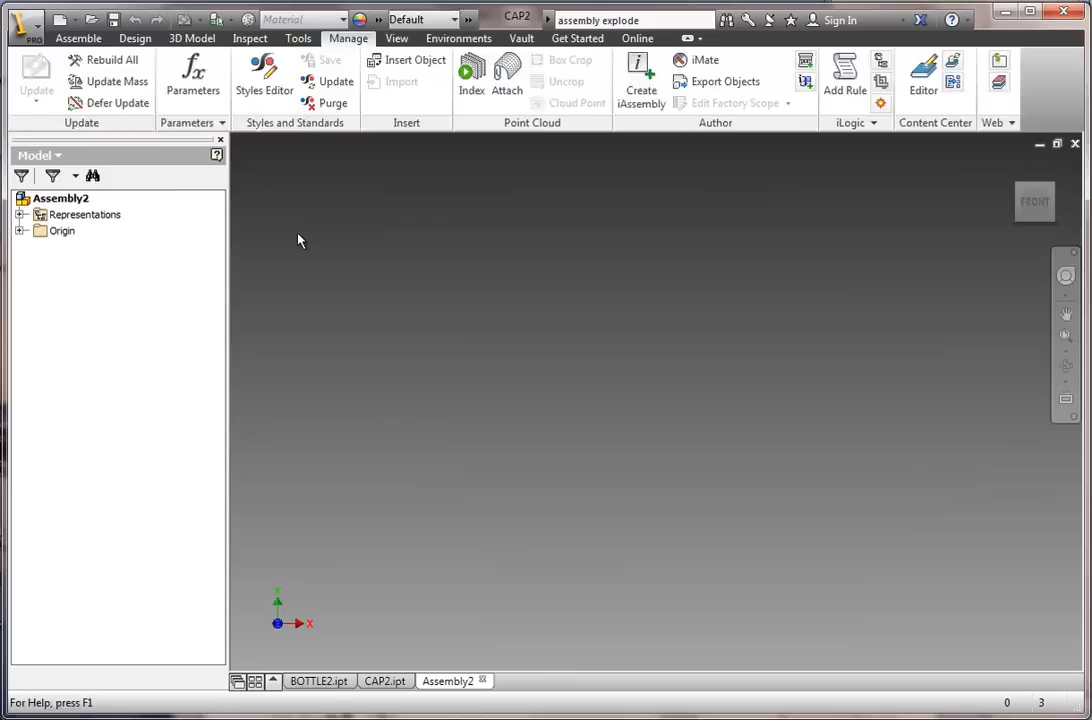 Material Default CAP2 assembly explode Sign In
PRO Assemble Design 3D Model Inspect Tools Manage View Environments Vault Get Started Online
Update Rebuild All Update Mass Defer Update
fx Parameters
Styles Editor Save Update Purge
Insert Object Import
Index Attach Box Crop Uncrop Cloud Point
Create iAssembly iMate Export Objects Edit Factory Scope
Add Rule
Editor
Update Parameters Styles and Standards Insert Point Cloud Author iLogic Content Center Web
Model
Assembly2
Representations
Origin
FRONT
X
BOTTLE2.ipt CAP2.ipt Assembly2
For Help, press F1 0 3